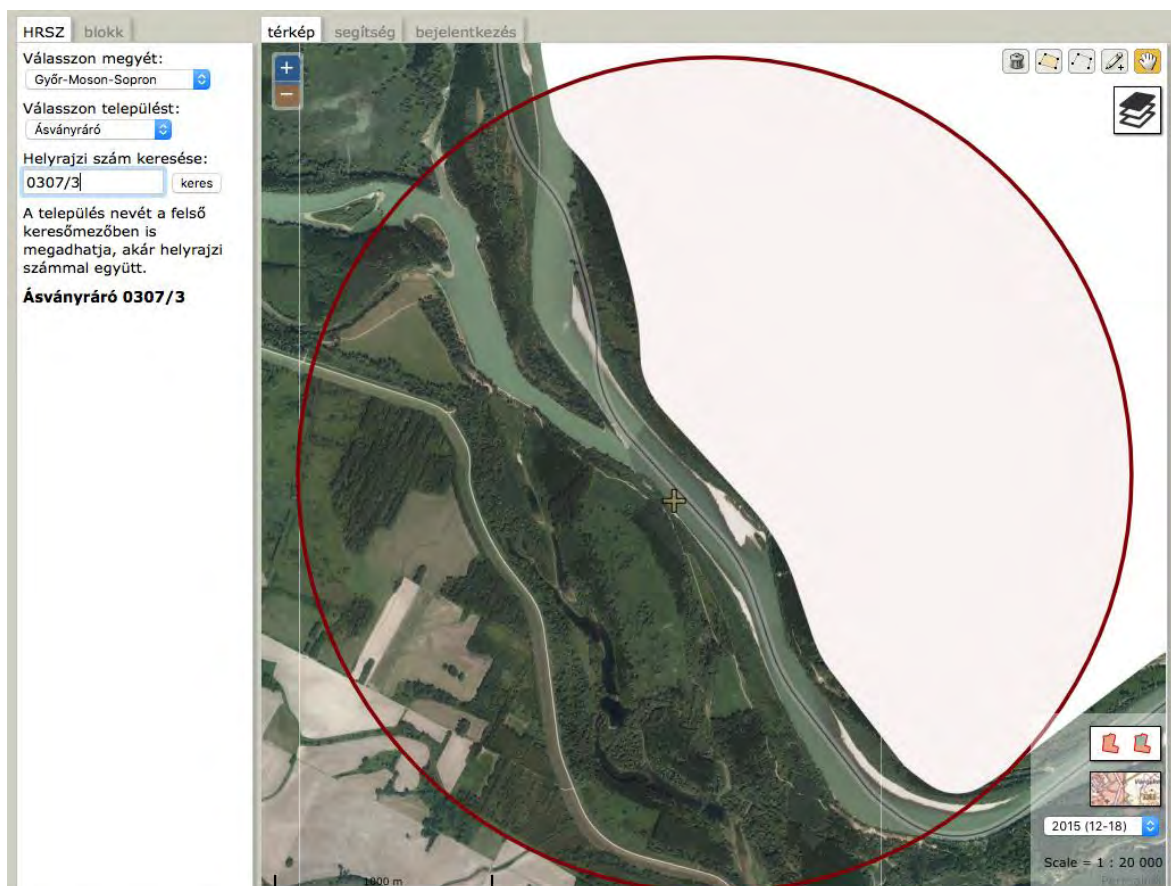 HRSZ
blokk
Válasszon megyét:
Győr-Moson-Sopron
Válasszon települést:
Ásványráró
Helyrajzi szám keresése:
0307/3
keres
A település nevét a felső
keresőmezőben is
megadhatja, akár helyrajzi
számmal együtt.
Ásványráró 0307/3
térkép
segítség
bejelentkezés
+
−
2015 (12-18)
Scale = 1 : 20 000
1000 m